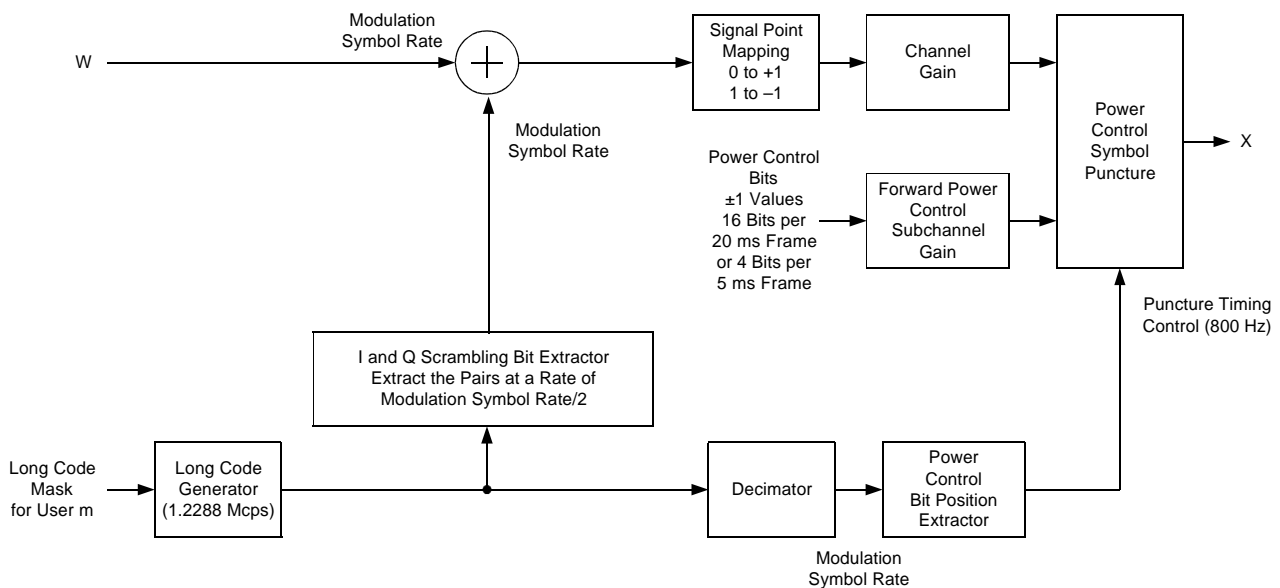 Modulation
Symbol Rate
W
Signal Point
Mapping
0 to +1
1 to –1
Channel
Gain
Power
Control
Symbol
Puncture
X
Modulation
Symbol Rate
Power Control
Bits
±1 Values
16 Bits per
20 ms Frame
or 4 Bits per
5 ms Frame
Forward Power
Control
Subchannel
Gain
Puncture Timing
Control (800 Hz)
I and Q Scrambling Bit Extractor
Extract the Pairs at a Rate of
Modulation Symbol Rate/2
Long Code
Mask
for User m
Long Code
Generator
(1.2288 Mcps)
Decimator
Power
Control
Bit Position
Extractor
Modulation
Symbol Rate